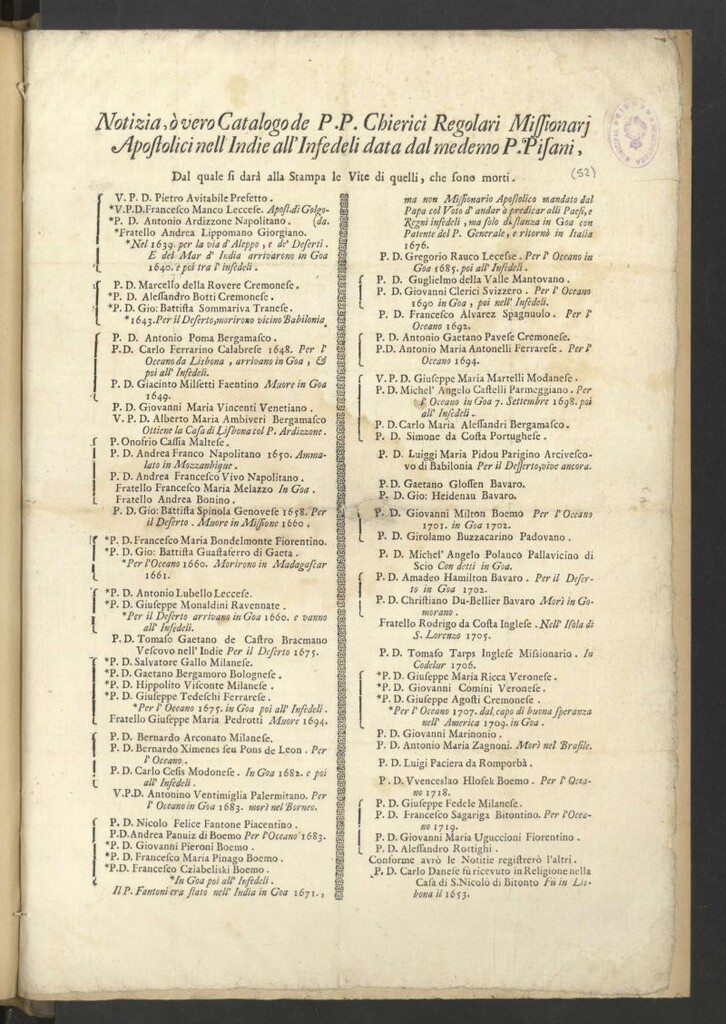 Notizia, ò vero Catalogo de P.P. Chierici Regolari Miſſionarj
Apoſtolici nell'Indie all'Infedeli data dal medemo P. Piſani,
Dal quale ſi darà alla Stampa le Vite di quelli, che ſono morti.
(52)
V. P. D. Pietro Avitabile Prefetto.
*V.P.D.Franceſco Manco Lecceſe. Apoſt.di Golgo-
*P. D. Antonio Ardizzone Napolitano. (da.
*Fratello Andrea Lippomano Giorgiano.
*Nel 1639. per la via d'Aleppo, e de' Deſerti.
E del Mar d'India arrivarono in Goa
1640. e poi tra l'infedeli.
P. D. Marcello della Rovere Cremoneſe.
*P. D. Aleſſandro Botti Cremoneſe.
*P. D. Gio: Battiſta Sommariva Traneſe.
*1643. Per il Deſerto, morirono vicino Babilonia
P. D. Antonio Poma Bergamaſco.
P.D. Carlo Ferrarino Calabreſe 1648. Per l'
Oceano da Lisbona, arrivano in Goa, &
poi all'Infedeli.
P. D. Giacinto Milſetti Faentino Muore in Goa
1649.
P. D. Giovanni Maria Vincenti Venetiano.
V. P. D. Alberto Maria Ambiveri Bergamaſco
Ottiene la Caſa di Liſbona col P. Ardizzone.
P. Onofrio Caſſia Malteſe.
P. D. Andrea Franco Napolitano 1650. Amma-
lato in Mozzanbique.
P. D. Andrea Franceſco Vivo Napolitano.
Fratello Franceſco Maria Melazzo In Goa.
Fratello Andrea Bonino.
P. D. Gio: Battiſta Spinola Genoveſe 1658. Per
il Deſerto. Muore in Miſſione 1660.
*P. D. Franceſco Maria Bondelmonte Fiorentino.
*P. D. Gio: Battiſta Guaſtaferro di Gaeta.
*Per l'Oceano 1660. Morirono in Madagaſcar
1661.
*P. D. Antonio Lubello Lecceſe.
*P. D. Giuſeppe Monaldini Ravennate.
*Per il Deſerto arrivano in Goa 1660. e vanno
all'Infedeli.
P. D. Tomaſo Gaetano de Caſtro Bracmano
Veſcovo nell'Indie Per il Deſerto 1675.
*P. D. Salvatore Gallo Milaneſe.
*P. D. Gaetano Bergamoro Bologneſe.
*P. D. Hippolito Viſconte Milaneſe.
*P. D. Giuſeppe Tedeſchi Ferrareſe.
*Per l'Oceano 1675. in Goa poi all'Infedeli.
Fratello Giuſeppe Maria Pedrotti Muore 1694.
P. D. Bernardo Arconato Milaneſe.
P. D. Bernardo Ximenes ſeu Pons de Leon. Per
l'Oceano.
P. D. Carlo Ceſis Modoneſe. In Goa 1682. e poi
all'Infedeli.
V.P.D. Antonino Ventimiglia Palermitano. Per
l'Oceano in Goa 1683. morì nel Borneo.
P. D. Nicolo Felice Fantone Piacentino.
P.D.Andrea Panuiz di Boemo Per l'Oceano 1683.
*P. D. Giovanni Pieroni Boemo.
*P. D. Franceſco Maria Pinago Boemo.
*P.D. Franceſco Cziabeliski Boemo.
*In Goa poi all'Infedeli.
Il P. Fantoni era ſtato nell'India in Goa 1671.,
ma non Miſſionario Apoſtolico mandato dal
Papa col Voto d'andar à predicar alli Paeſi, e
Regni infedeli, ma ſolo di ſtanza in Goa con
Patente del P. Generale, e ritornò in Italia
1676.
P. D. Gregorio Rauco Lecceſe. Per l'Oceano in
Goa 1685. poi all'Infedeli.
P. D. Guglielmo della Valle Mantovano.
P. D. Giovanni Clerici Svizzero. Per l'Oceano
1690 in Goa, poi nell'Infedeli.
P. D. Franceſco Alvarez Spagnuolo. Per l'
Oceano 1692.
P. D. Antonio Gaetano Paveſe Cremoneſe.
P.D. Antonio Maria Antonelli Ferrareſe. Per l'
Oceano 1694.
V. P. D. Giuſeppe Maria Martelli Modaneſe.
P. D. Michel' Angelo Caſtelli Parmeggiano. Per
l'Oceano in Goa 7. Settembre 1698. poi
all'Infedeli.
P. D.Carlo Maria Aleſſandri Bergamaſco.
P. D. Simone da Coſta Portugheſe.
P. D. Luiggi Maria Pidou Parigino Arciveſco-
vo di Babilonia Per il Deſſerto, vive ancora.
P. D. Gaetano Gloſſen Bavaro.
P. D. Gio: Heidenau Bavaro.
P. D. Giovanni Milton Boemo Per l'Oceano
1701. in Goa 1702.
P. D. Girolamo Buzzacarino Padovano.
P. D. Michel' Angelo Polanco Pallavicino di
Scio Con detti in Goa.
P. D. Amadeo Hamilton Bavaro. Per il Deſer-
to in Goa 1702.
P. D. Chriſtiano Du-Bellier Bavaro Morì in Go-
morano.
Fratello Rodrigo da Coſta Ingleſe. Nell'Iſola di
S. Lorenzo 1705.
P. D. Tomaſo Tarps Ingleſe Miſſionario. In
Codelur 1706.
*P. D. Giuſeppe Maria Ricca Veroneſe.
*P. D. Giovanni Comini Veroneſe.
*P. D. Giuſeppe Agoſti Cremoneſe
*Per l'Oceano 1707. dal capo di buona ſperanza
nell'America 1709. in Goa.
P. D. Giovanni Marinonio.
P. D. Antonio Maria Zagnoni. Morì nel Braſile.
P. D. Luigi Paciera da Romporbà.
P. D. Vvenceslao Hloſek Boemo. Per l'Ocea-
no 1718.
P. D. Giuſeppe Fedele Milaneſe.
P. D. Franceſco Sagariga Bitontino. Per l'Ocea-
no 1719.
P. D. Giovanni Maria Uguccioni Fiorentino.
P. D. Aleſſandro Rottighi.
Conforme avrò le Notitie regiſtrerò l'altri.
P. D. Carlo Daneſe fù ricevuto in Religione nella
Caſa di S. Nicolò di Bitonto Fù in Lis-
bona il 1653.